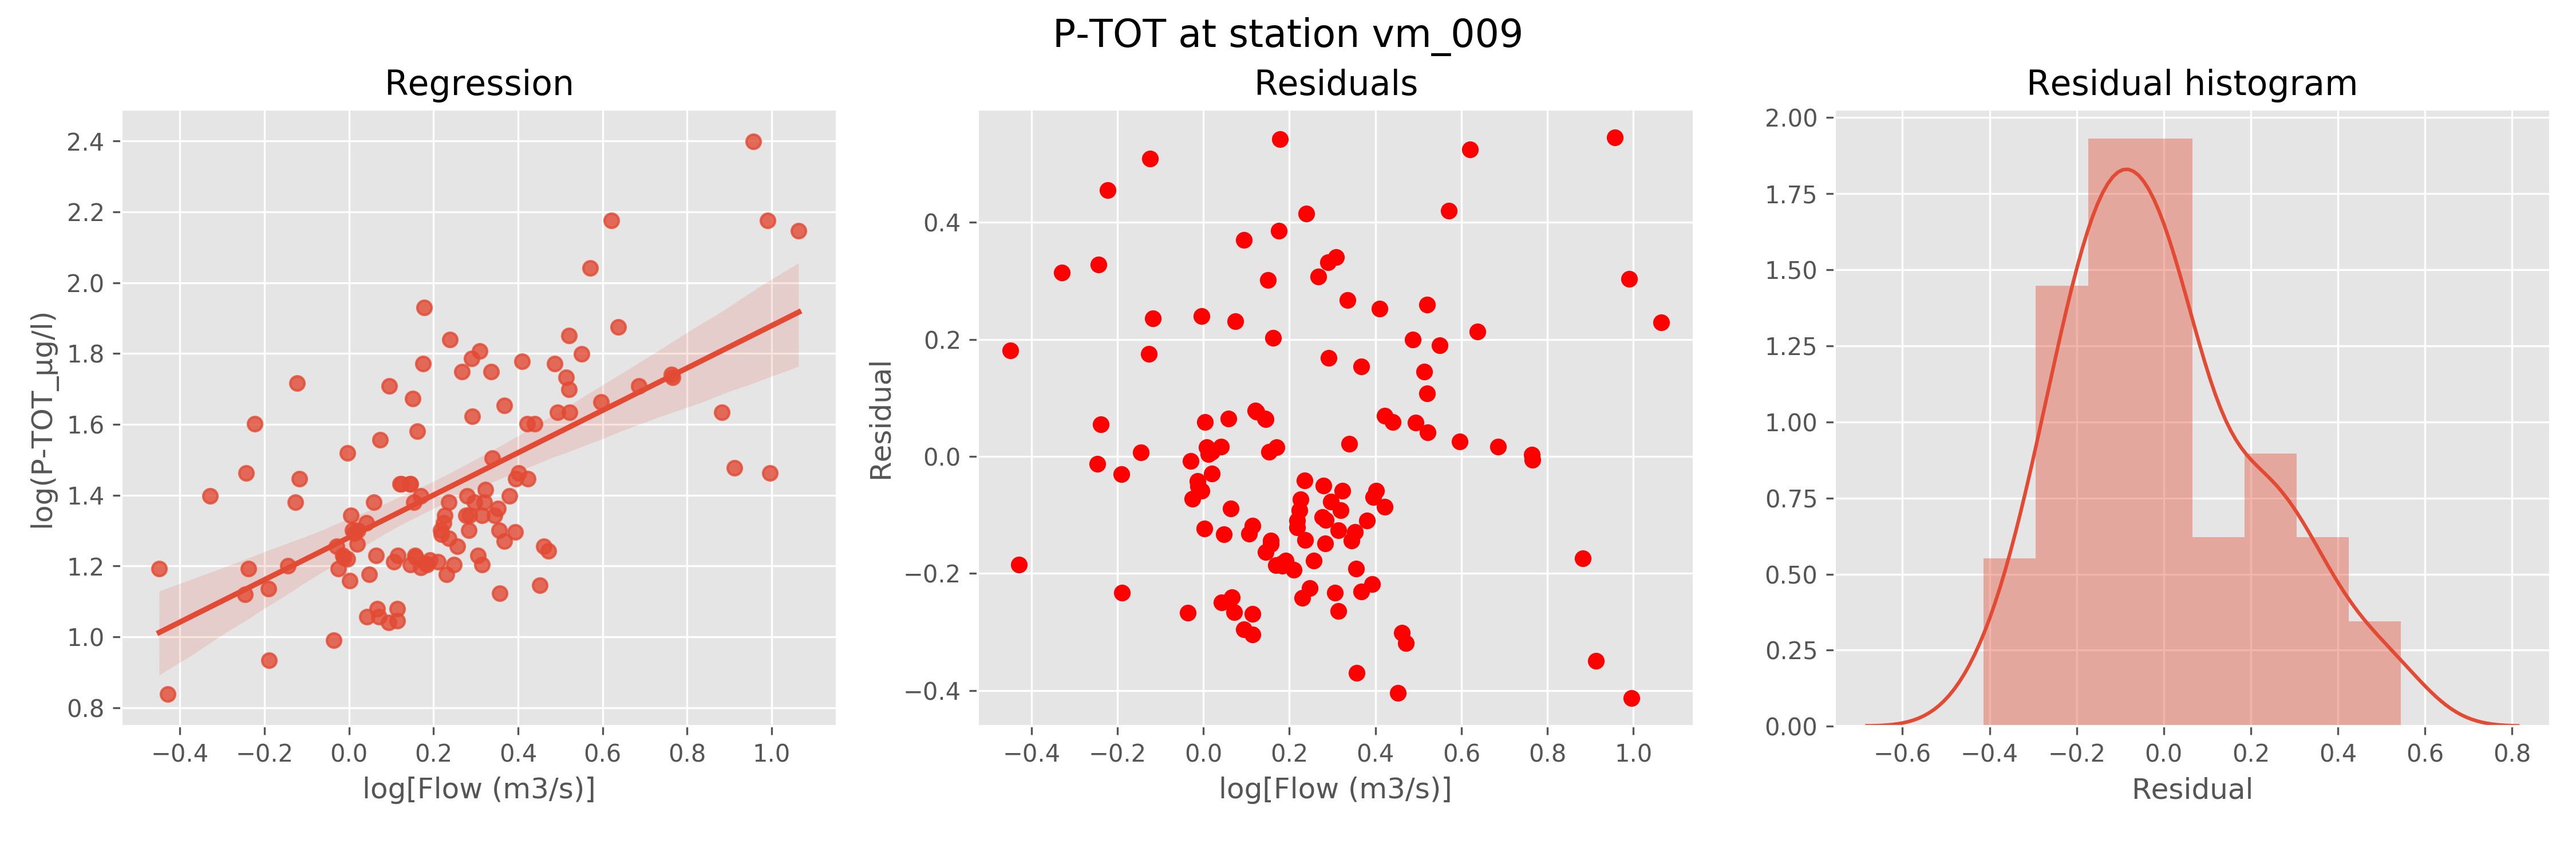 P-TOT at station vm_009
Regression
2.4
2.2
2.0
1.8
1.6
1.4
1.2
1.0
0.8
log(P-TOT_µg/l)
−0.4 −0.2 0.0 0.2 0.4 0.6 0.8 1.0
log[Flow (m3/s)]
Residuals
0.4
0.2
0.0
−0.2
−0.4
Residual
−0.4 −0.2 0.0 0.2 0.4 0.6 0.8 1.0
log[Flow (m3/s)]
Residual histogram
2.00
1.75
1.50
1.25
1.00
0.75
0.50
0.25
0.00
−0.6 −0.4 −0.2 0.0 0.2 0.4 0.6 0.8
Residual